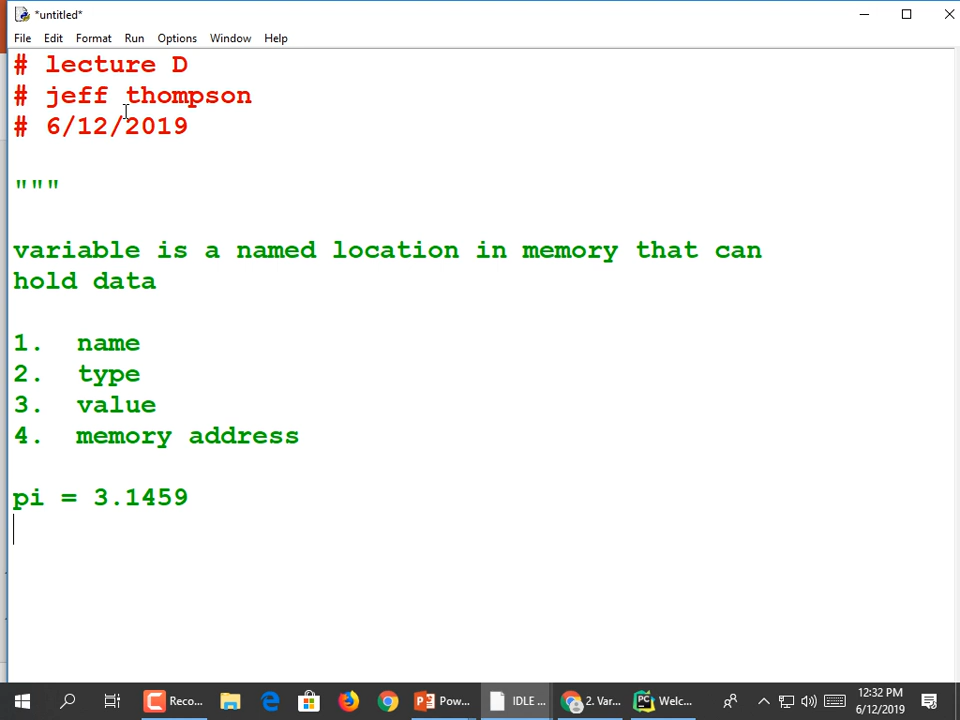 *untitled*
File Edit Format Run Options Window Help
# lecture D
# jeff thompson
# 6/12/2019
"""
variable is a named location in memory that can
hold data
1. name
2. type
3. value
4. memory address
pi = 3.1459
Reco... Pow... IDLE ... 2. Var... Welc... 12:32 PM
6/12/2019